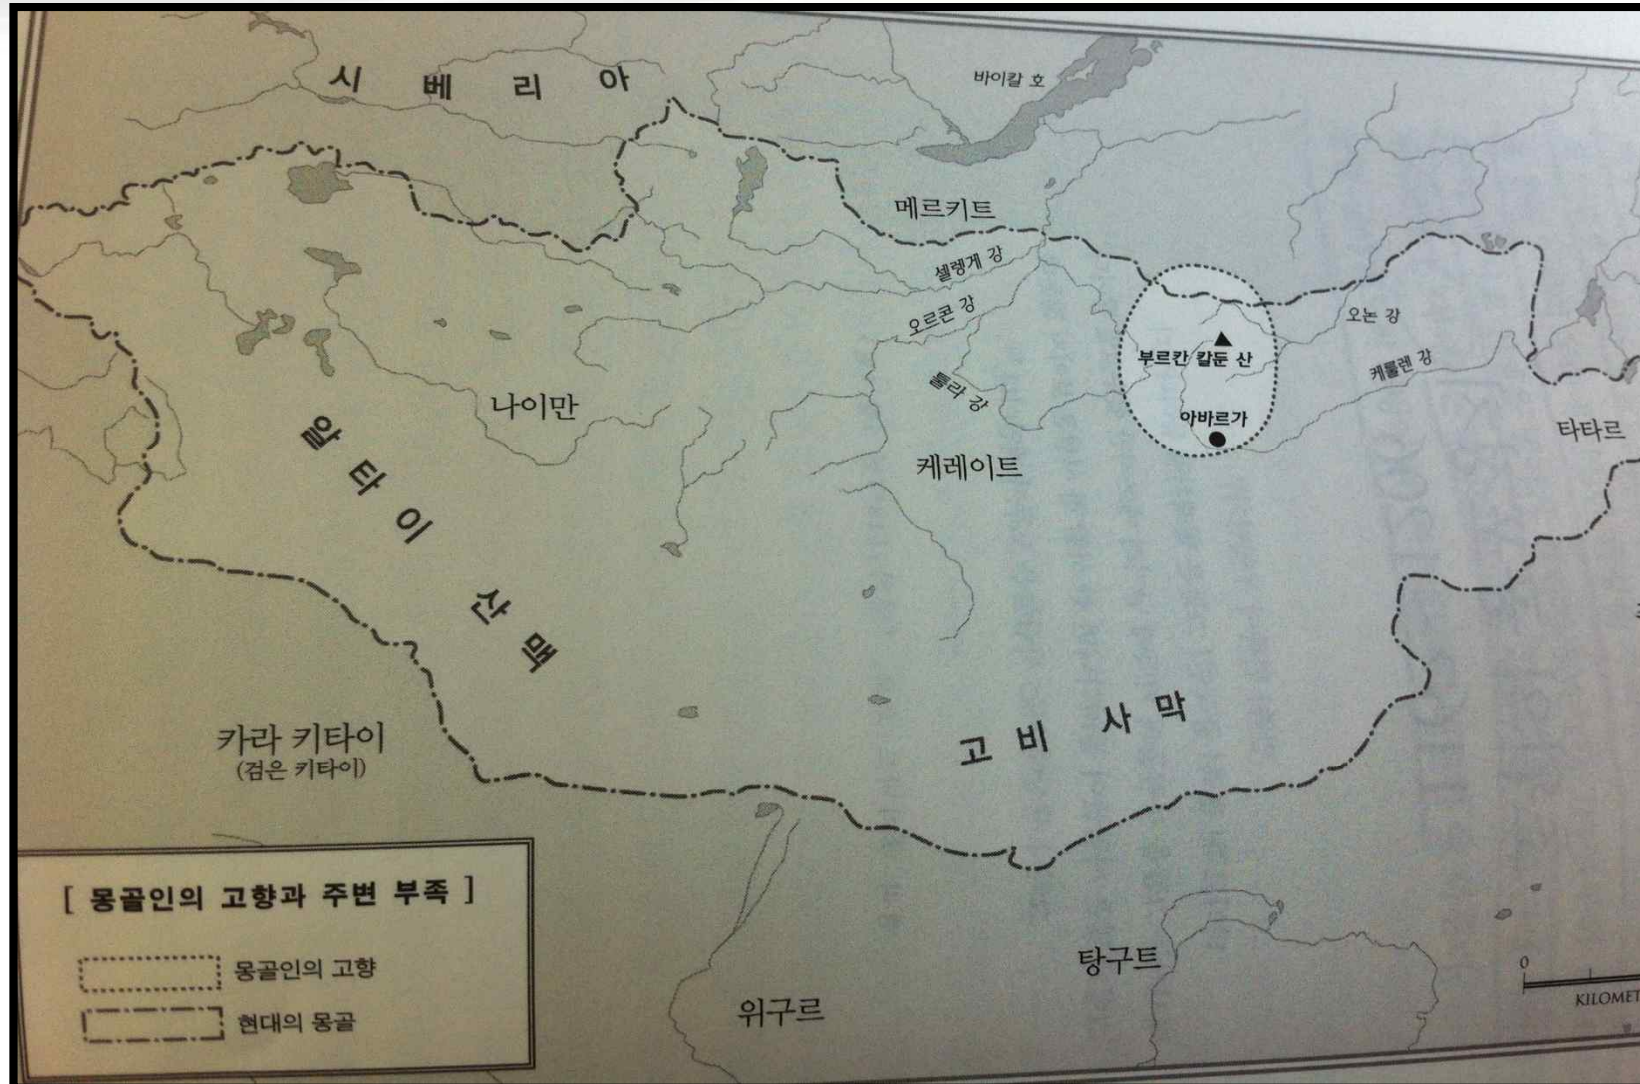 시 베 리 아
바이칼 호
메르키트
셀렝게 강
오르콘 강
오논 강
부르칸 칼둔 산
케룰렌 강
툴라 강
나이만
아바르가
타타르
케레이트
알 타 이 산 맥
고 비 사 막
카라 키타이
(검은 키타이)
[ 몽골인의 고향과 주변 부족 ]
몽골인의 고향
현대의 몽골
탕구트
위구르
0
KILOMET